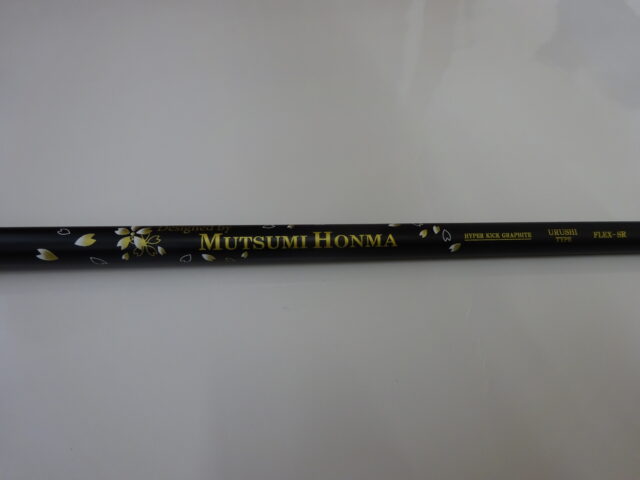 Designed by
MUTSUMI HONMA
HYPER KICK GRAPHITE
URUSHI
TYPE
FLEX-SR